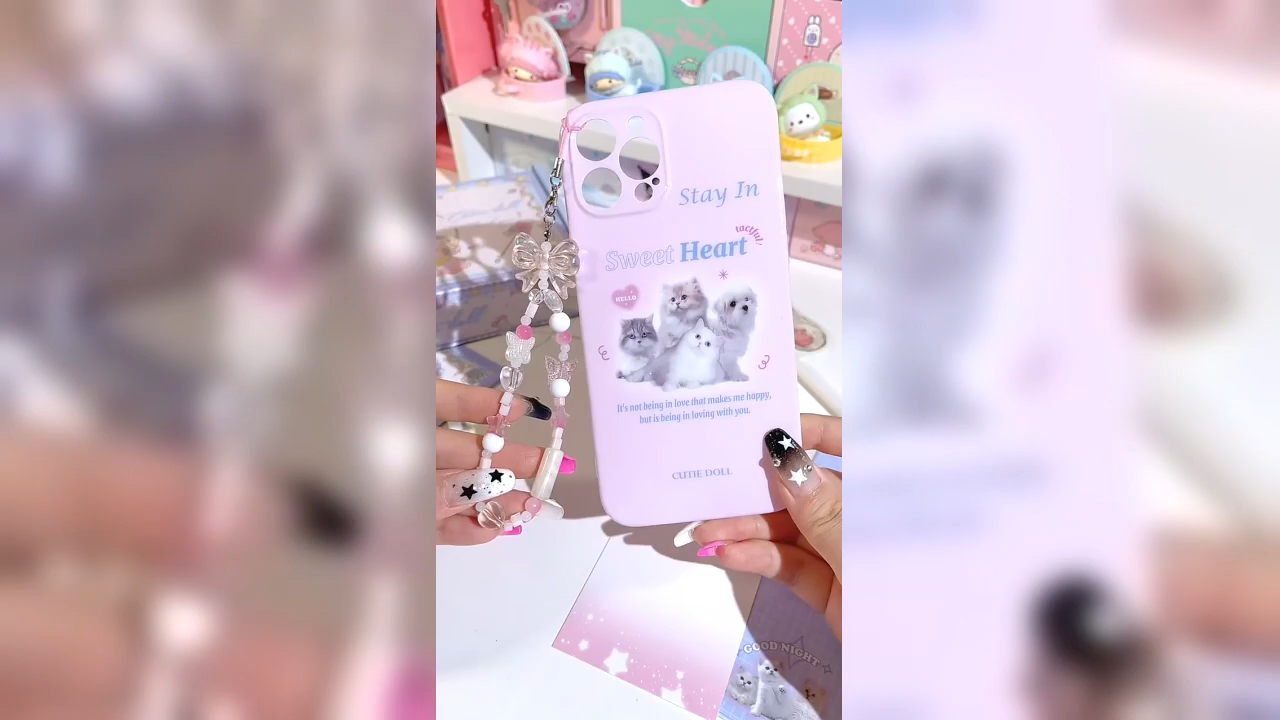 Stay In
tactful
Sweet Heart
HELLO
It's not being in love that makes me happy,
but is being in loving with you.
CUTIE DOLL
GOOD NIGHT